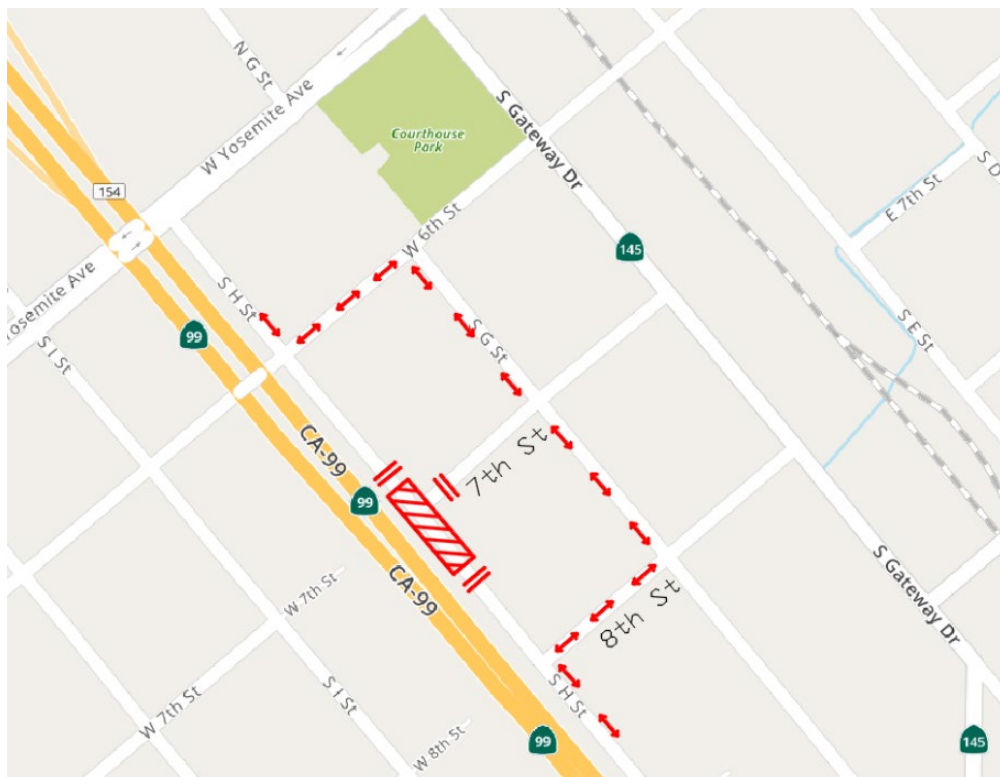 N G St
W Yosemite Ave
Courthouse
Park
S Gateway Dr
S D
154
E 7th St
W 6th St
145
Yosemite Ave
S H St
S I St
99
S G St
S E St
CA-99
7th St
99
CA-99
S Gateway Dr
W 7th St
8th St
S I St
S H St
W 7th St
W 8th St
99
145